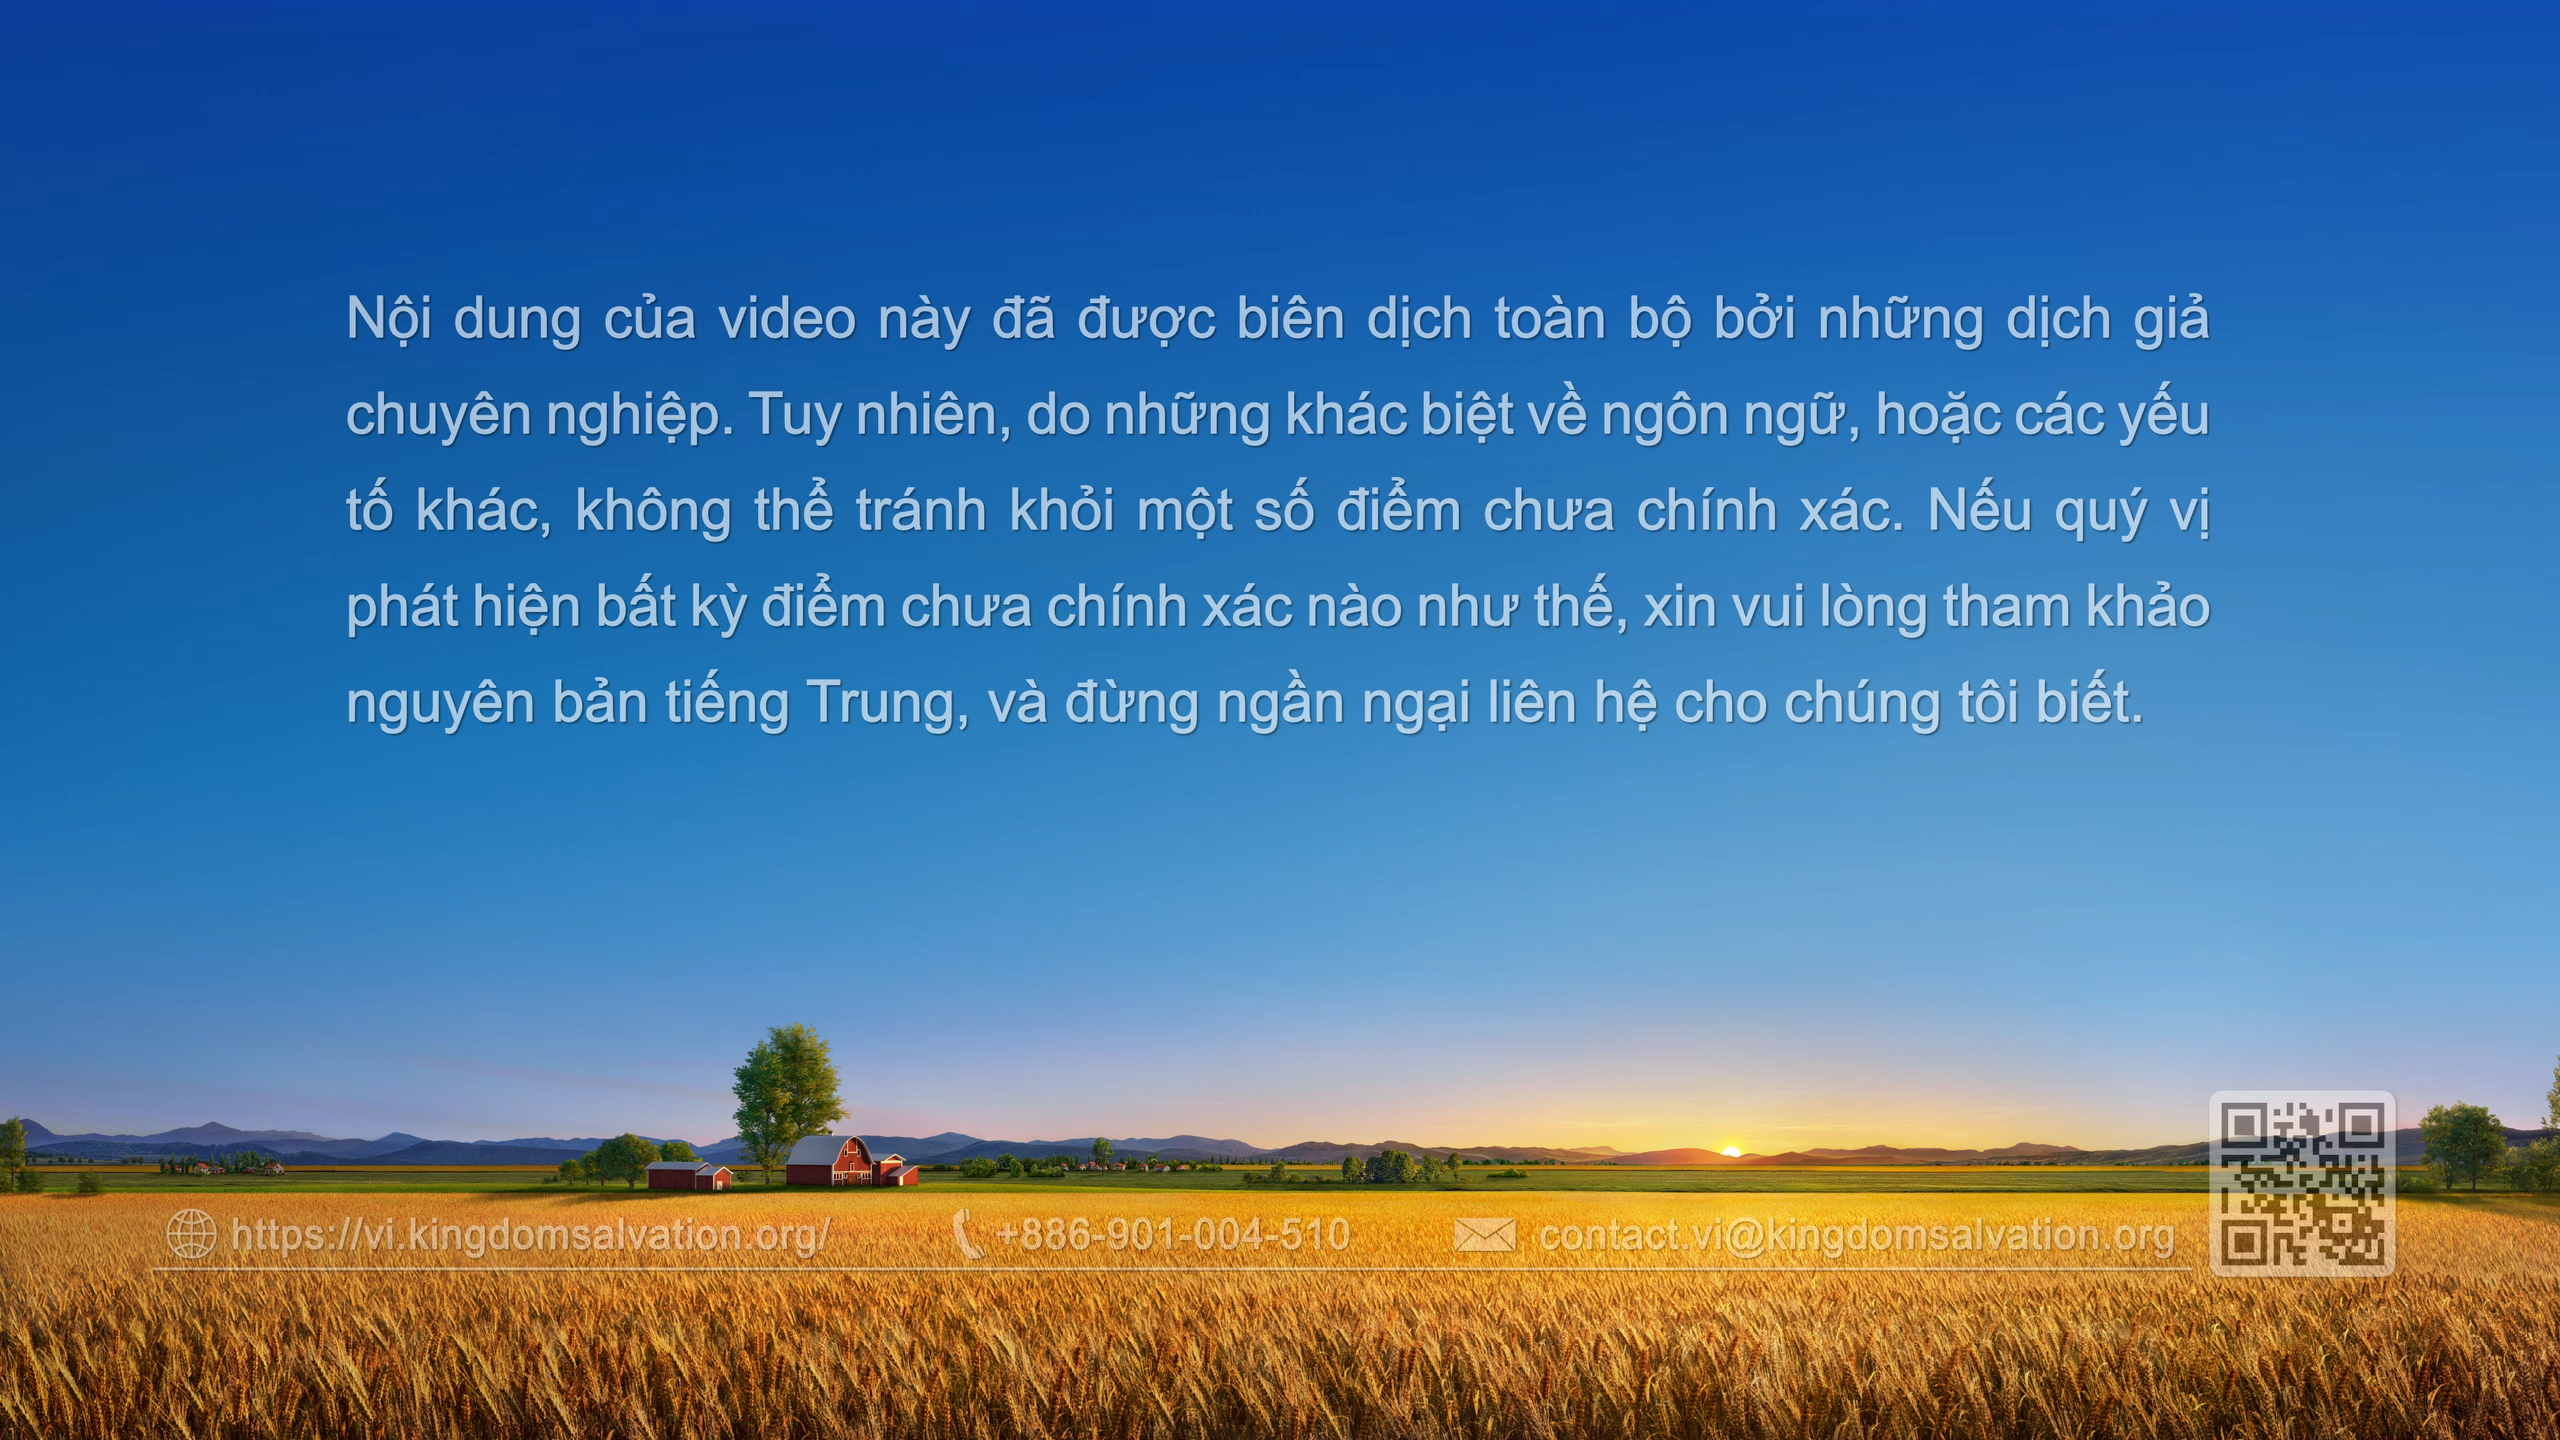 Nội dung của video này đã được biên dịch toàn bộ bởi những dịch giả
chuyên nghiệp. Tuy nhiên, do những khác biệt về ngôn ngữ, hoặc các yếu
tố khác, không thể tránh khỏi một số điểm chưa chính xác. Nếu quý vị
phát hiện bất kỳ điểm chưa chính xác nào như thế, xin vui lòng tham khảo
nguyên bản tiếng Trung, và đừng ngần ngại liên hệ cho chúng tôi biết.
https://vi.kingdomsalvation.org/ +886-901-004-510 contact.vi@kingdomsalvation.org